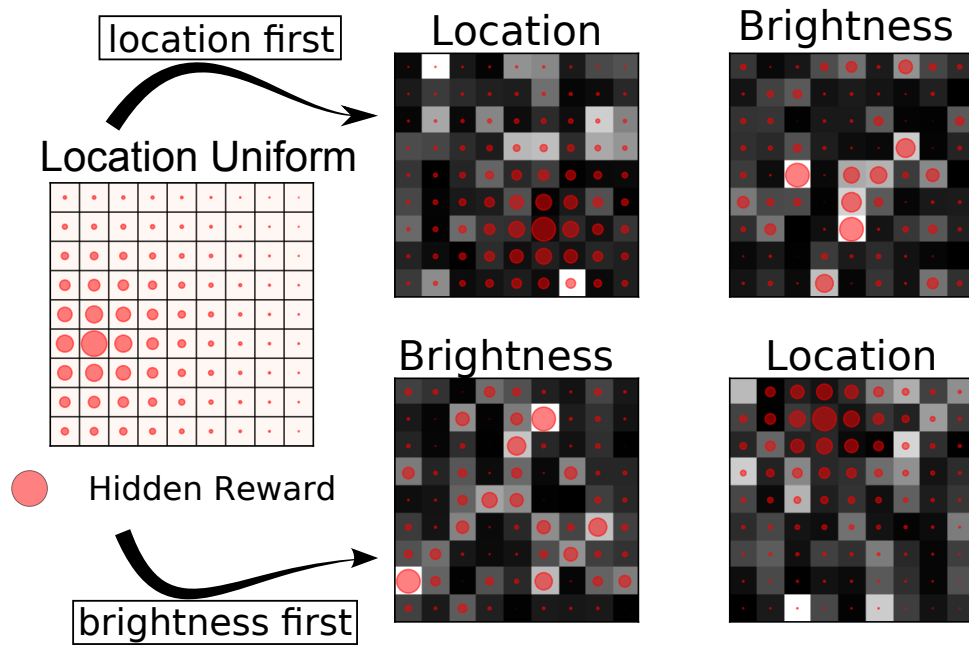 location first
Location
Brightness
Location Uniform
Brightness
Location
Hidden Reward
brightness first